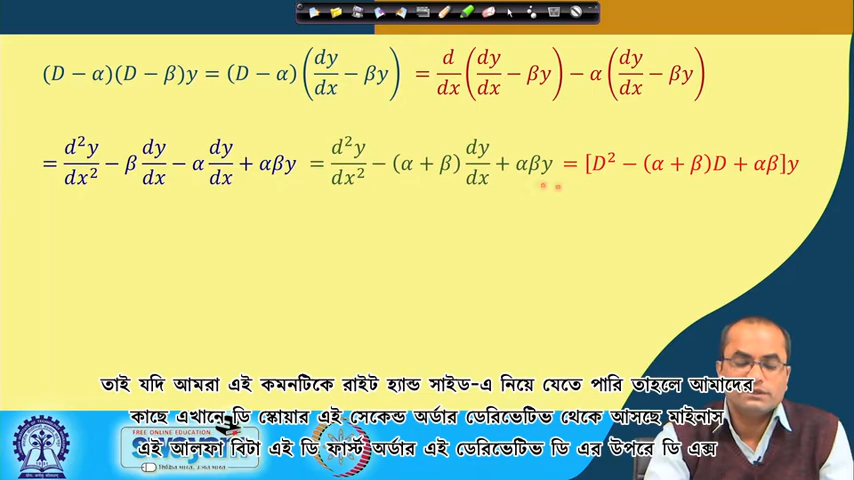 (D − α)(D − β)y = (D − α) (dy/dx − βy) = d/dx (dy/dx − βy) − α (dy/dx − βy)
= d²y/dx² − β dy/dx − α dy/dx + αβy = d²y/dx² − (α + β) dy/dx + αβy = [D² − (α + β)D + αβ]y
তাই যদি আমরা এই কমনটিকে রাইট হ্যান্ড সাইড-এ নিয়ে যেতে পারি তাহলে আমাদের
কাছে এখানে ডি স্কোয়ার এই সেকেন্ড অর্ডার ডেরিভেটিভ থেকে আসছে মাইনাস
এই আলফা বিটা এই ডি ফার্স্ট অর্ডার এই ডেরিভেটিভ ডি এর উপরে ডি এক্স
FREE ONLINE EDUCATION